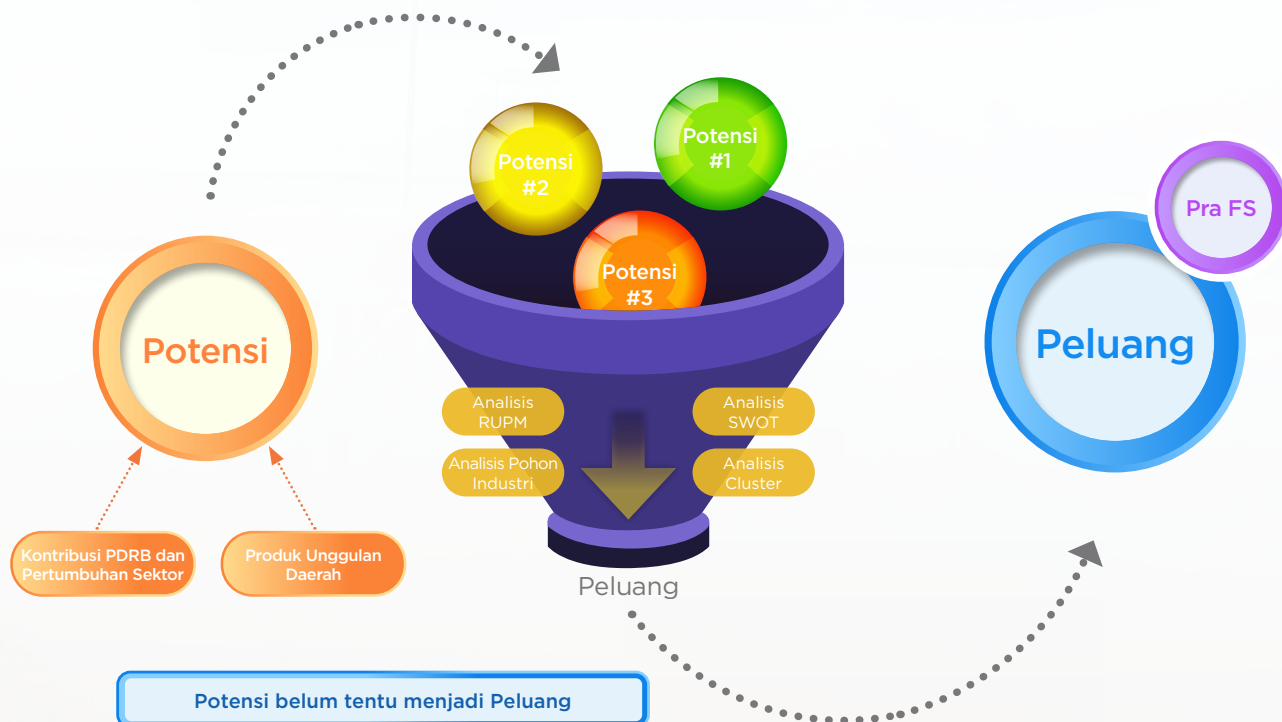 Potensi
#1
Potensi
#2
Potensi
#3
Pra FS
Potensi
Peluang
Analisis
RUPM
Analisis
SWOT
Analisis Pohon
Industri
Analisis
Cluster
Kontribusi PDRB dan
Pertumbuhan Sektor
Produk Unggulan
Daerah
Peluang
Potensi belum tentu menjadi Peluang